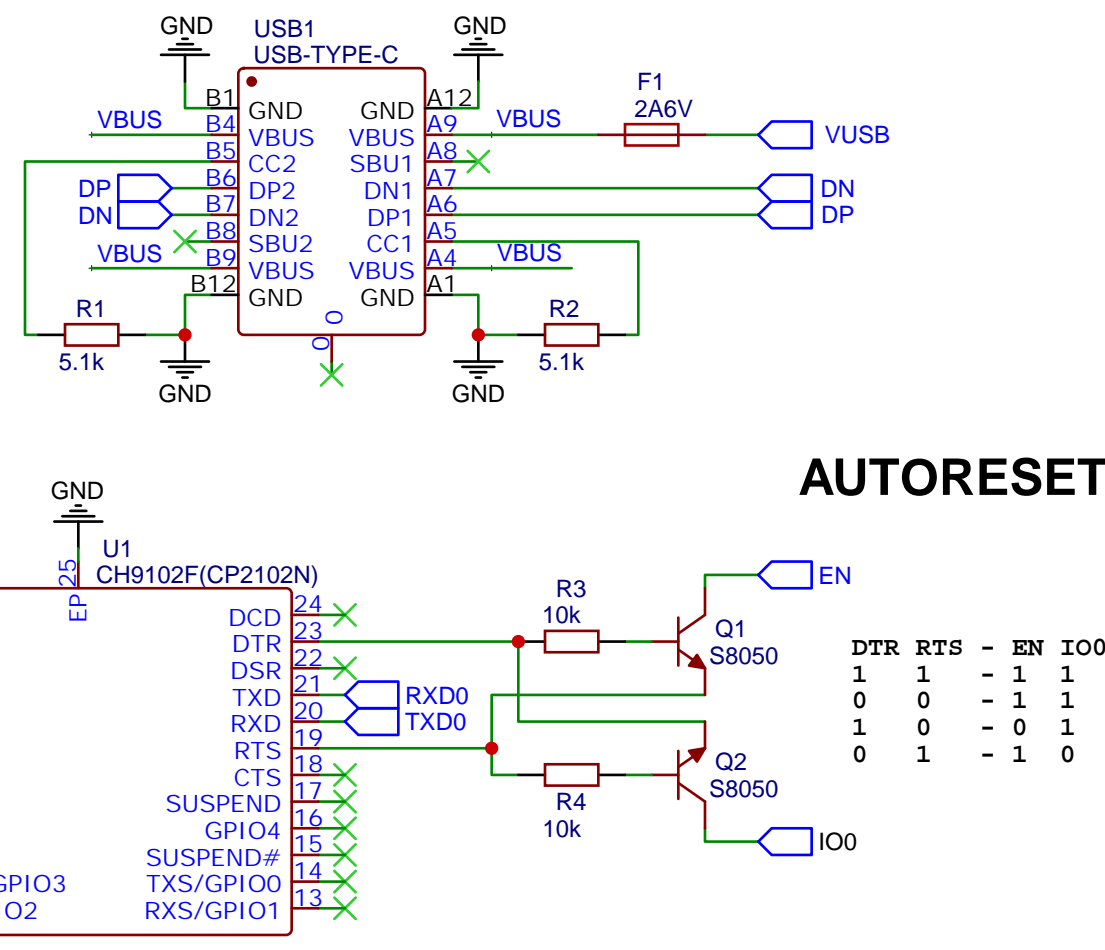 GND
USB1
USB-TYPE-C
GND
F1
2A6V
B1
GND
GND
A12
VBUS
B4
VBUS
VBUS
A9
VBUS
VUSB
B5
CC2
SBU1
A8
DP
B6
DP2
DN1
A7
DN
DN
B7
DN2
DP1
A6
DP
B8
SBU2
CC1
A5
VBUS
B9
VBUS
VBUS
A4
VBUS
B12
GND
GND
A1
R1
5.1k
0
0
R2
5.1k
GND
GND
AUTORESET
GND
25
EP
U1
CH9102F(CP2102N)
DCD
24
DTR
23
DSR
22
TXD
21
RXD0
RXD
20
TXD0
RTS
19
CTS
18
SUSPEND
17
GPIO4
16
SUSPEND#
15
GPIO3
TXS/GPIO0
14
O2
RXS/GPIO1
13
R3
10k
EN
Q1
S8050
Q2
S8050
R4
10k
IO0
DTR RTS - EN IO0
1 1 - 1 1
0 0 - 1 1
1 0 - 0 1
0 1 - 1 0